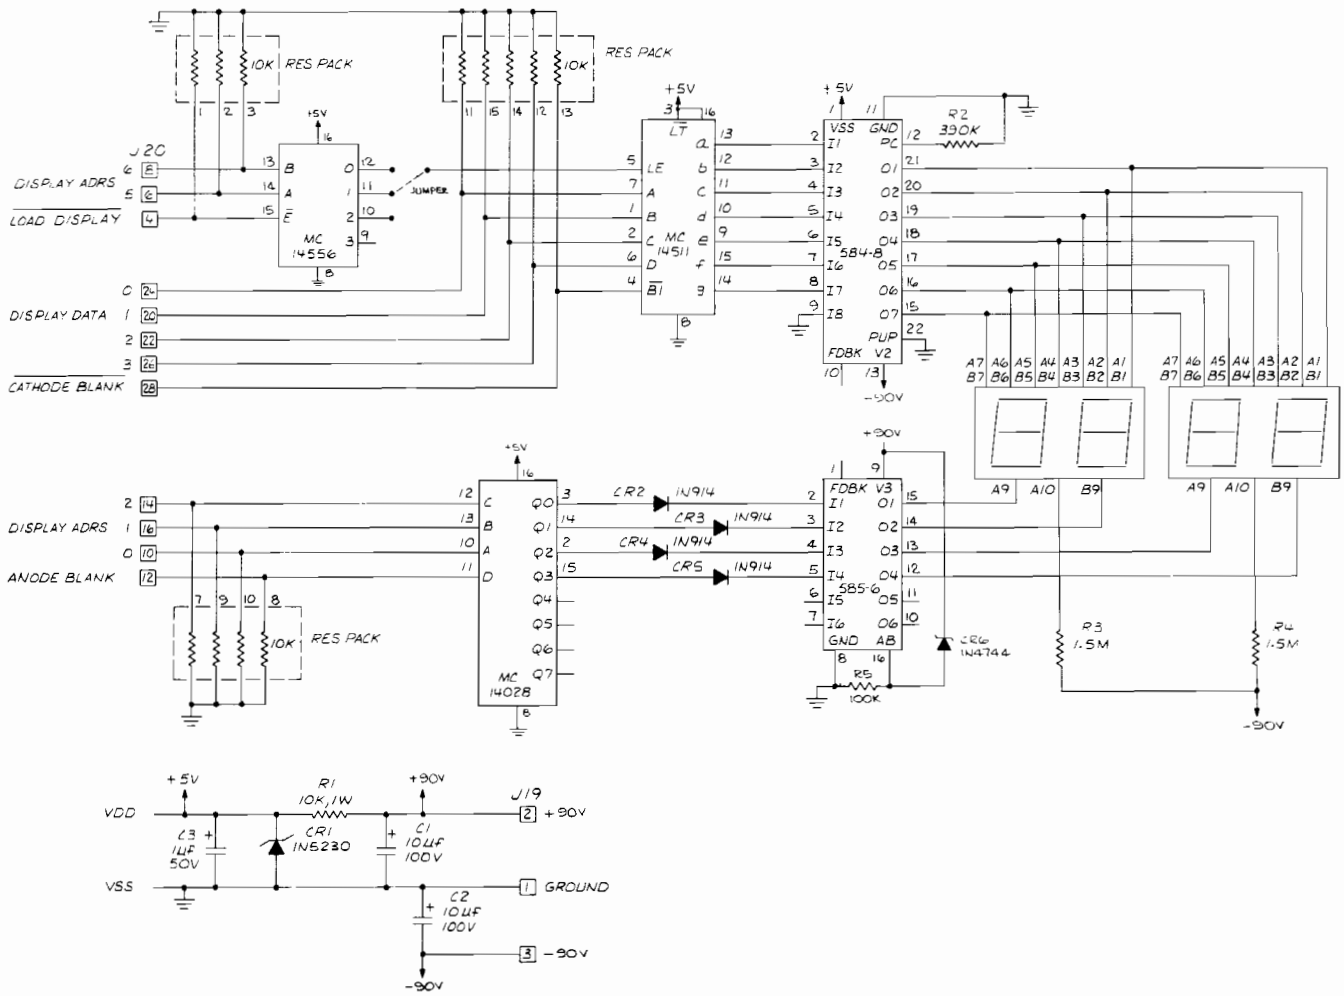 10K RES PACK
1 2 3
10K RES PACK
11 15 14 12 13
J20
DISPLAY ADRS
6 8
5 6
LOAD DISPLAY 4
+5V
16
13 B 0 12
14 A 1 11
15 E 2 10
3 9
MC
14556
8
JUMPER
0 24
DISPLAY DATA 1 20
2 22
3 26
CATHODE BLANK 28
+5V
3 16
LT
5 LE a 13
7 A b 12
1 B c 11
2 C d 10
6 D e 9
4 BI f 15
g 14
MC
14511
8
+5V
1 11
VSS GND
2 I1 PC 12
3 I2 O1 21
4 I3 O2 20
5 I4 O3 19
6 I5 O4 18
7 I6 O5 17
8 I7 O6 16
9 I8 O7 15
584-8
PUP 22
FDBK V2
10 13
-90V
R2
390K
A7 A6 A5 A4 A3 A2 A1
B7 B6 B5 B4 B3 B2 B1
A9 A10 B9
A7 A6 A5 A4 A3 A2 A1
B7 B6 B5 B4 B3 B2 B1
A9 A10 B9
2 14
DISPLAY ADRS 1 16
0 10
ANODE BLANK 12
7 9 10 8
10K RES PACK
+5V
16
12 C Q0 3
13 B Q1 14
10 A Q2 2
11 D Q3 15
Q4
Q5
Q6
Q7
MC
14028
8
CR2 1N914
CR3 1N914
CR4 1N914
CR5 1N914
+90V
1 9
FDBK V3
2 I1 O1 15
3 I2 O2 14
4 I3 O3 13
5 I4 O4 12
585-6
6 I5 O5 11
7 I6 O6 10
GND AB
8 16
R5
100K
CR6
1N4744
R3
1.5M
R4
1.5M
-90V
+5V
VDD
R1
10K,1W
+90V
J19
2 +90V
C3
1µF
50V
CR1
1N5230
C1
10µF
100V
VSS
1 GROUND
C2
10µF
100V
3 -90V
-90V